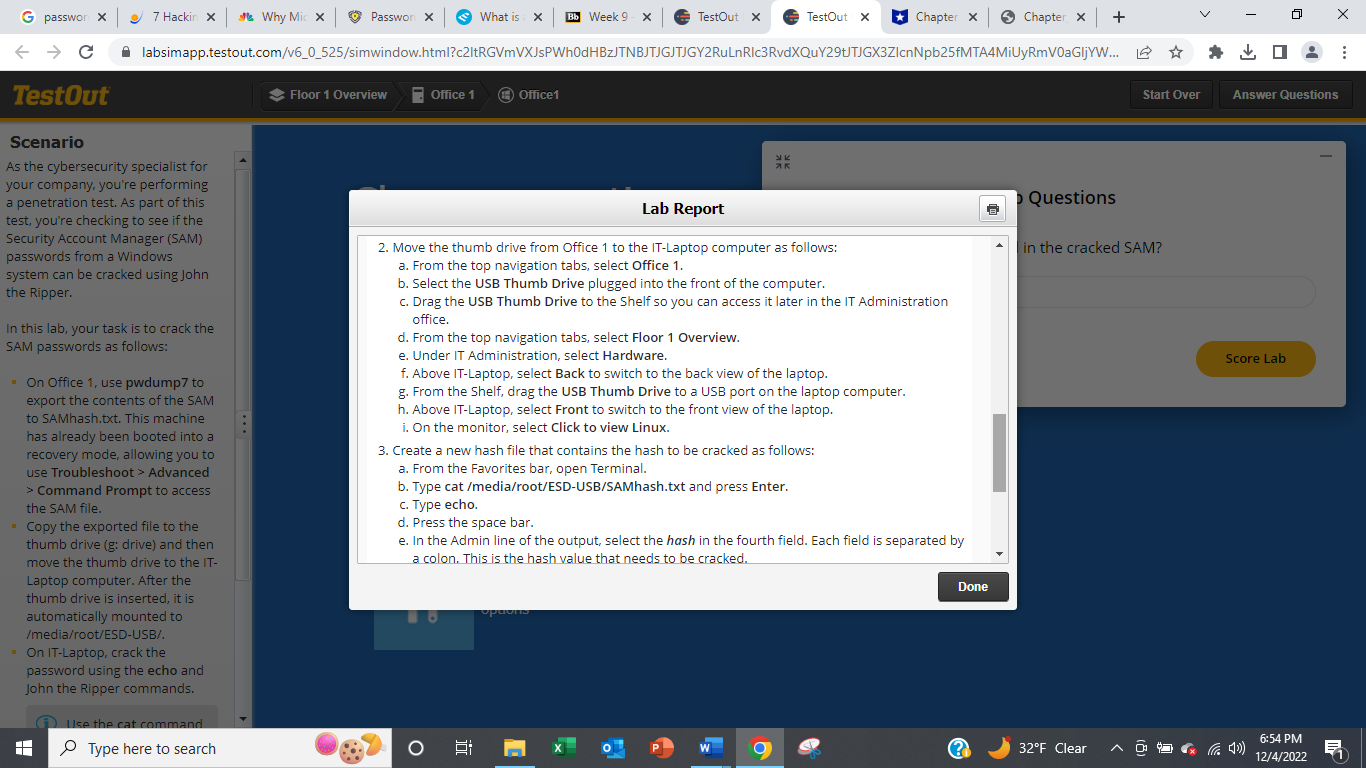 passwor
7 Hackin
Why Mic
Passwor
What is
Week 9 -
TestOut
TestOut
Chapter
Chapter
labsimapp.testout.com/v6_0_525/simwindow.html?
TestOut
Floor 1 Overview
Office 1
Office1
Start Over
Answer Questions
Scenario
As the cybersecurity specialist for
your company, you're performing
a penetration test. As part of this
test, you're checking to see if the
Security Account Manager (SAM)
passwords from a Windows
system can be cracked using John
the Ripper.
In this lab, your task is to crack the
SAM passwords as follows:
On Office 1, use pwdump7 to
export the contents of the SAM
to SAMhash.txt. This machine
has already been booted into a
recovery mode, allowing you to
use Troubleshoot > Advanced
> Command Prompt to access
the SAM file.
Copy the exported file to the
thumb drive (g: drive) and then
move the thumb drive to the IT-
Laptop computer. After the
thumb drive is inserted, it is
automatically mounted to
/media/root/ESD-USB/.
On IT-Laptop, crack the
password using the echo and
John the Ripper commands.
Use the cat command
Lab Report
2. Move the thumb drive from Office 1 to the IT-Laptop computer as follows:
a. From the top navigation tabs, select Office 1.
b. Select the USB Thumb Drive plugged into the front of the computer.
c. Drag the USB Thumb Drive to the Shelf so you can access it later in the IT Administration
office.
d. From the top navigation tabs, select Floor 1 Overview.
e. Under IT Administration, select Hardware.
f. Above IT-Laptop, select Back to switch to the back view of the laptop.
g. From the Shelf, drag the USB Thumb Drive to a USB port on the laptop computer.
h. Above IT-Laptop, select Front to switch to the front view of the laptop.
i. On the monitor, select Click to view Linux.
3. Create a new hash file that contains the hash to be cracked as follows:
a. From the Favorites bar, open Terminal.
b. Type cat /media/root/ESD-USB/SAMhash.txt and press Enter.
c. Type echo.
d. Press the space bar.
e. In the Admin line of the output, select the hash in the fourth field. Each field is separated by
a colon. This is the hash value that needs to be cracked.
Done
Questions
in the cracked SAM?
Score Lab
options
Type here to search
32°F Clear
6:54 PM
12/4/2022
1